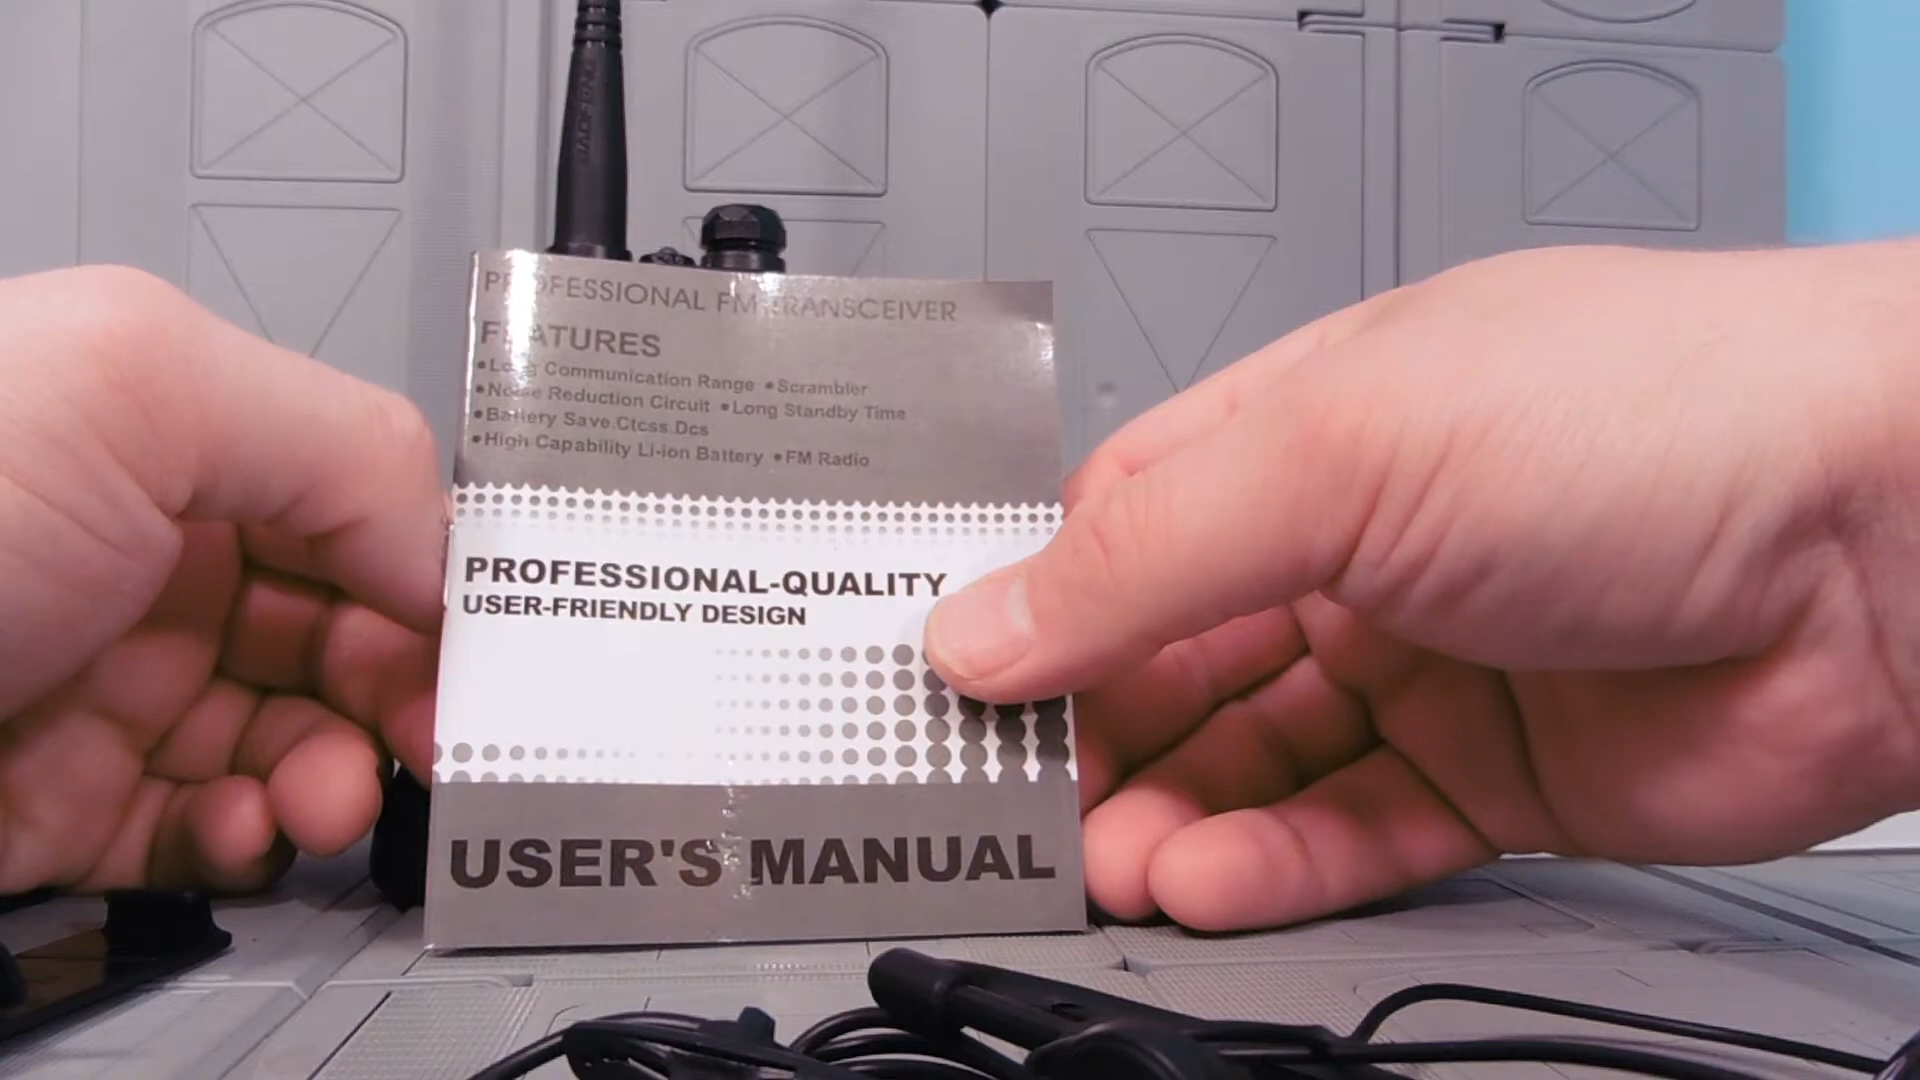 BAOFENG
PROFESSIONAL FM TRANSCEIVER
FEATURES
•Long Communication Range •Scrambler
•Noise Reduction Circuit •Long Standby Time
•Battery Save.Ctcss.Dcs
•High Capability Li-ion Battery •FM Radio
PROFESSIONAL-QUALITY
USER-FRIENDLY DESIGN
USER'S MANUAL